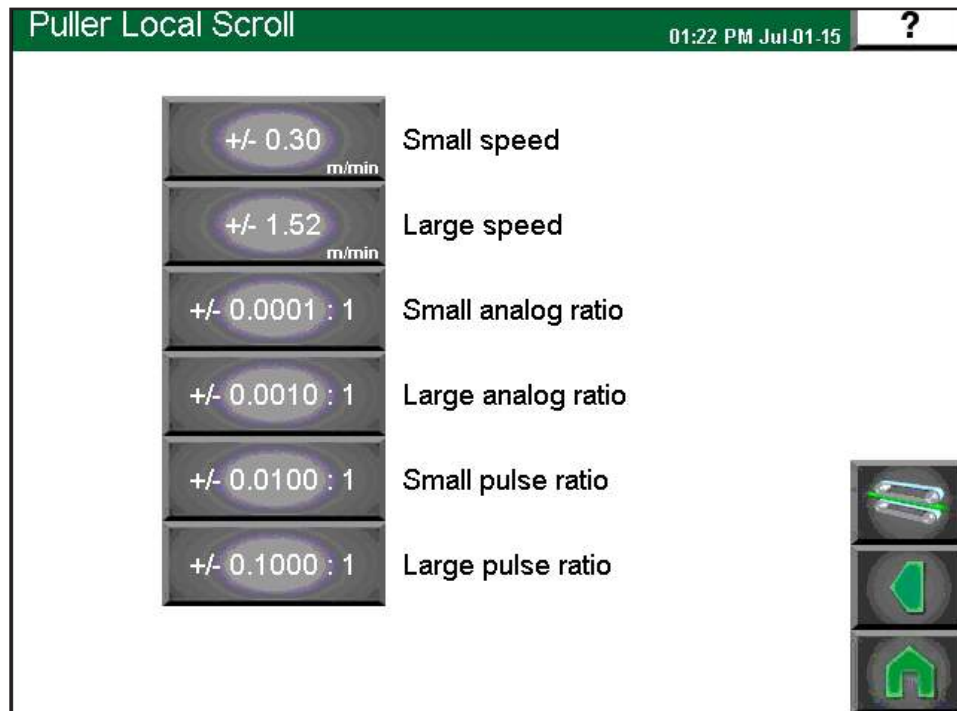 Puller Local Scroll
01:22 PM Jul-01-15
?
+/- 0.30 m/min Small speed
+/- 1.52 m/min Large speed
+/- 0.0001 : 1 Small analog ratio
+/- 0.0010 : 1 Large analog ratio
+/- 0.0100 : 1 Small pulse ratio
+/- 0.1000 : 1 Large pulse ratio